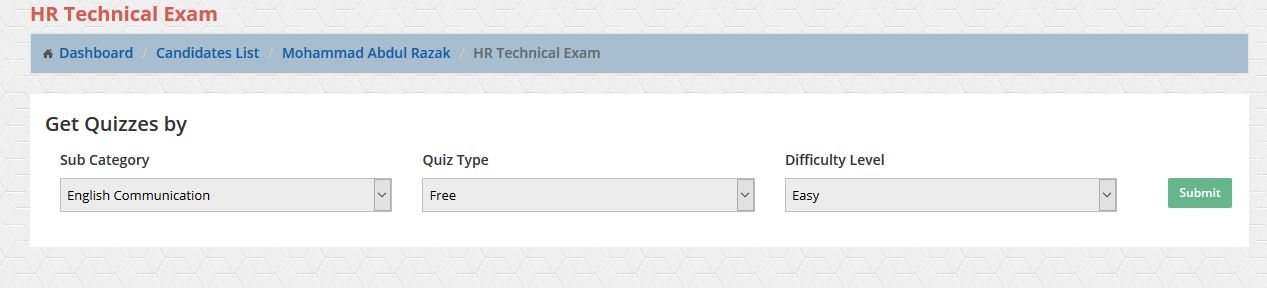 HR Technical Exam
Dashboard / Candidates List / Mohammad Abdul Razak / HR Technical Exam
Get Quizzes by
Sub Category Quiz Type Difficulty Level
English Communication Free Easy Submit